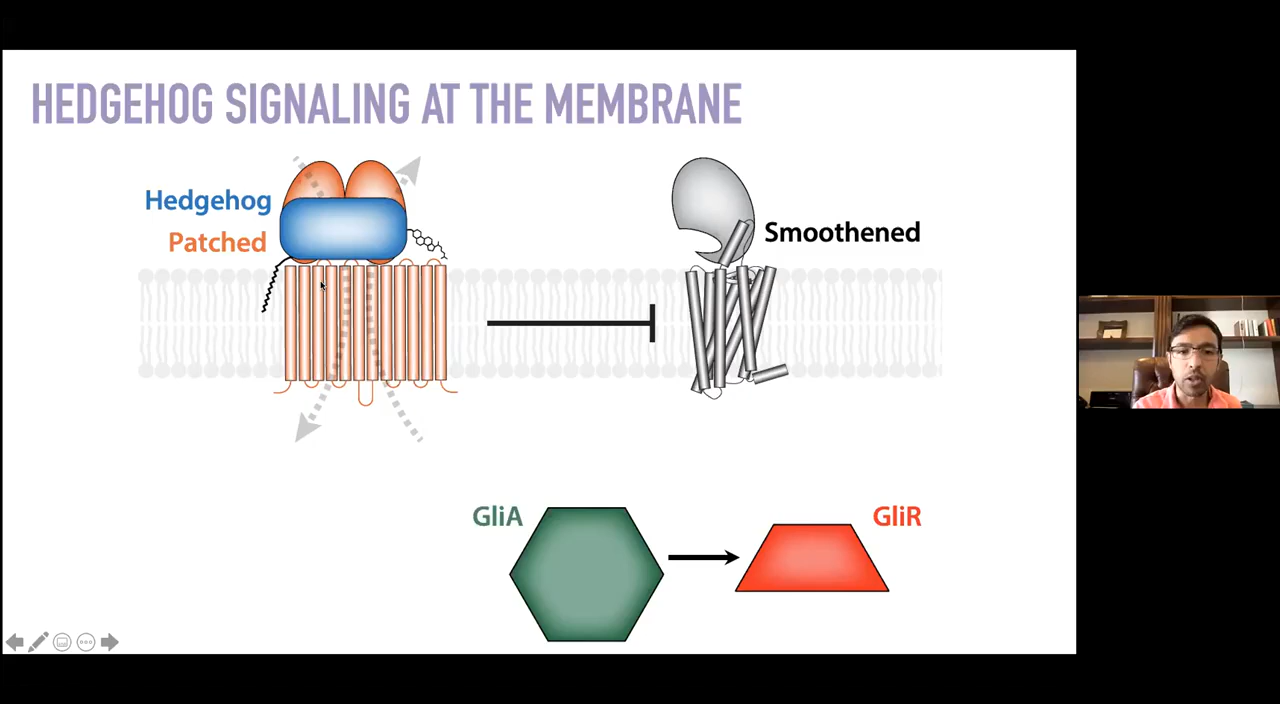 HEDGEHOG SIGNALING AT THE MEMBRANE
Hedgehog
Patched
Smoothened
GliA
GliR